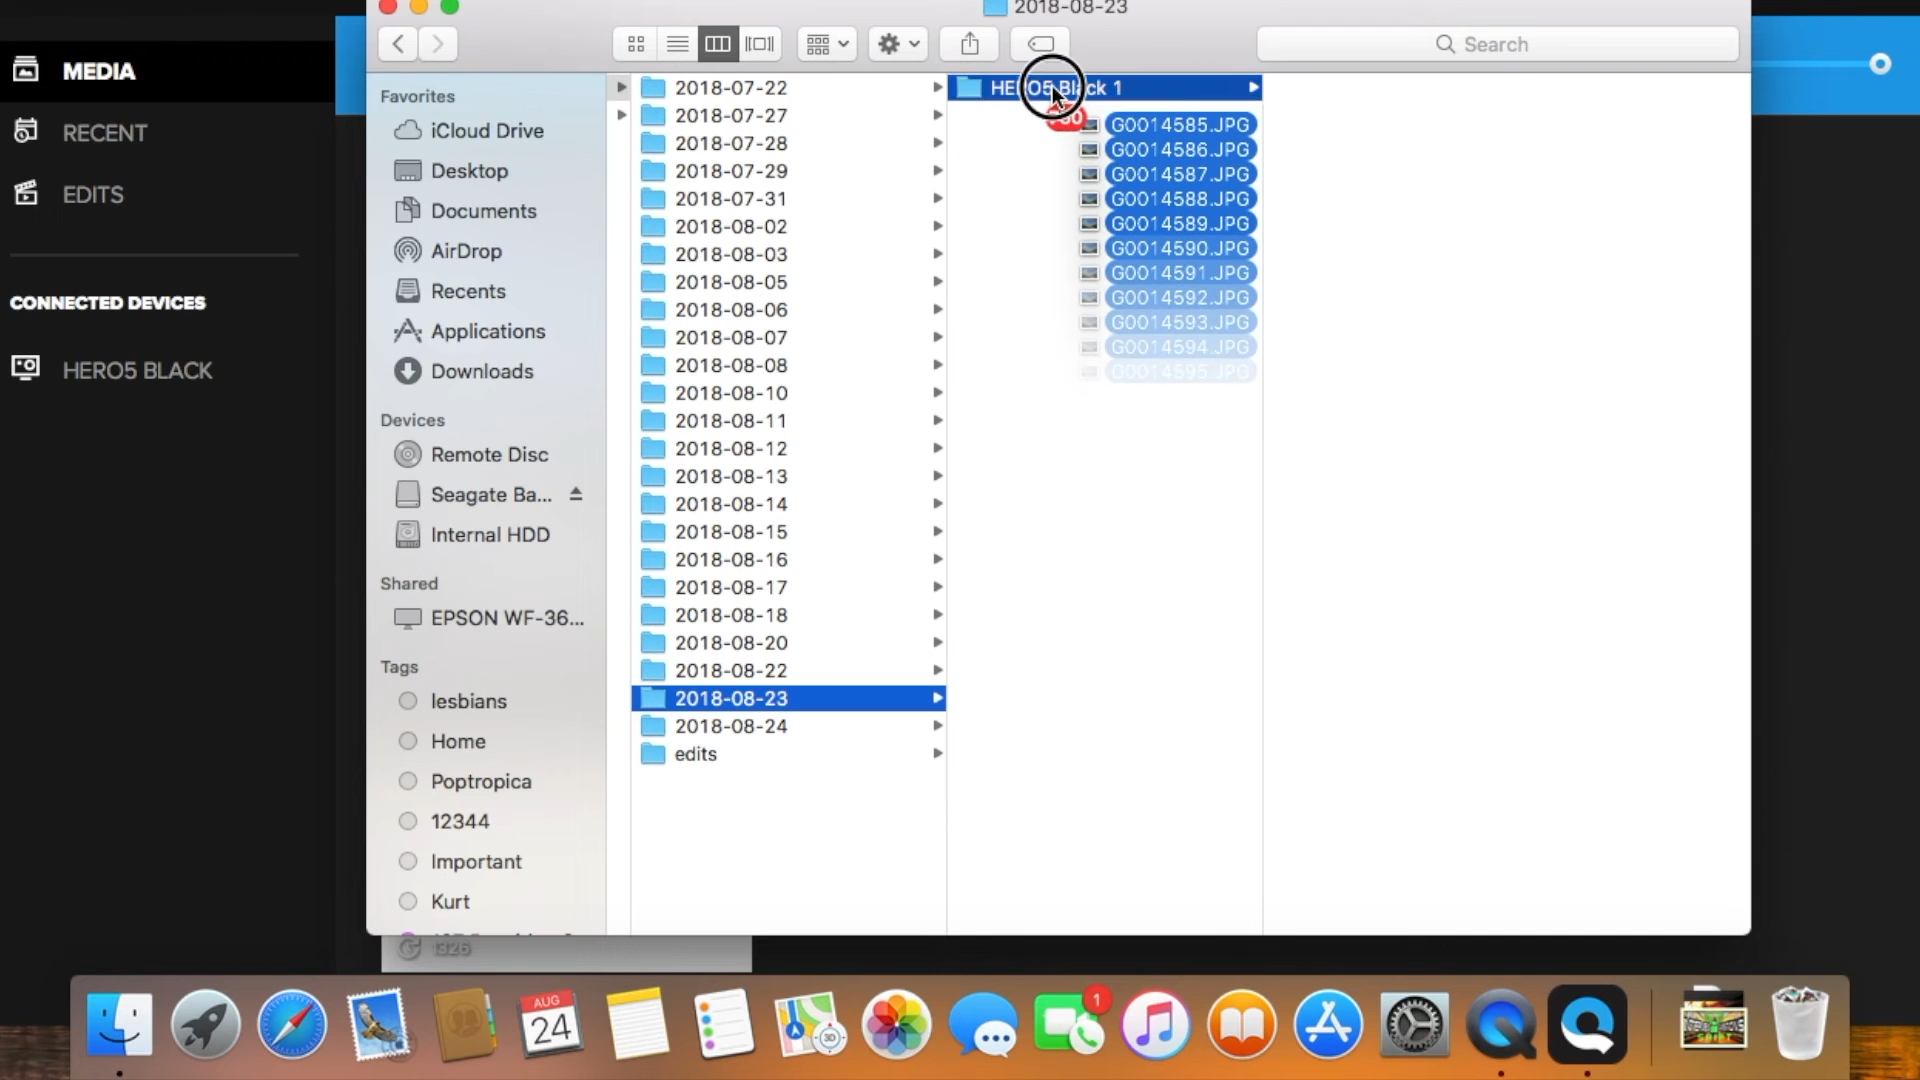 2018-08-23
Search
MEDIA
RECENT
EDITS
CONNECTED DEVICES
HERO5 BLACK
Favorites
iCloud Drive
Desktop
Documents
AirDrop
Recents
Applications
Downloads
Devices
Remote Disc
Seagate Ba...
Internal HDD
Shared
EPSON WF-36...
Tags
lesbians
Home
Poptropica
12344
Important
Kurt
1326
2018-07-22
2018-07-27
2018-07-28
2018-07-29
2018-07-31
2018-08-02
2018-08-03
2018-08-05
2018-08-06
2018-08-07
2018-08-08
2018-08-10
2018-08-11
2018-08-12
2018-08-13
2018-08-14
2018-08-15
2018-08-16
2018-08-17
2018-08-18
2018-08-20
2018-08-22
2018-08-23
2018-08-24
edits
HERO5 Black 1
G0014585.JPG
G0014586.JPG
G0014587.JPG
G0014588.JPG
G0014589.JPG
G0014590.JPG
G0014591.JPG
G0014592.JPG
G0014593.JPG
G0014594.JPG
G0014595.JPG
AUG
24
3D
1